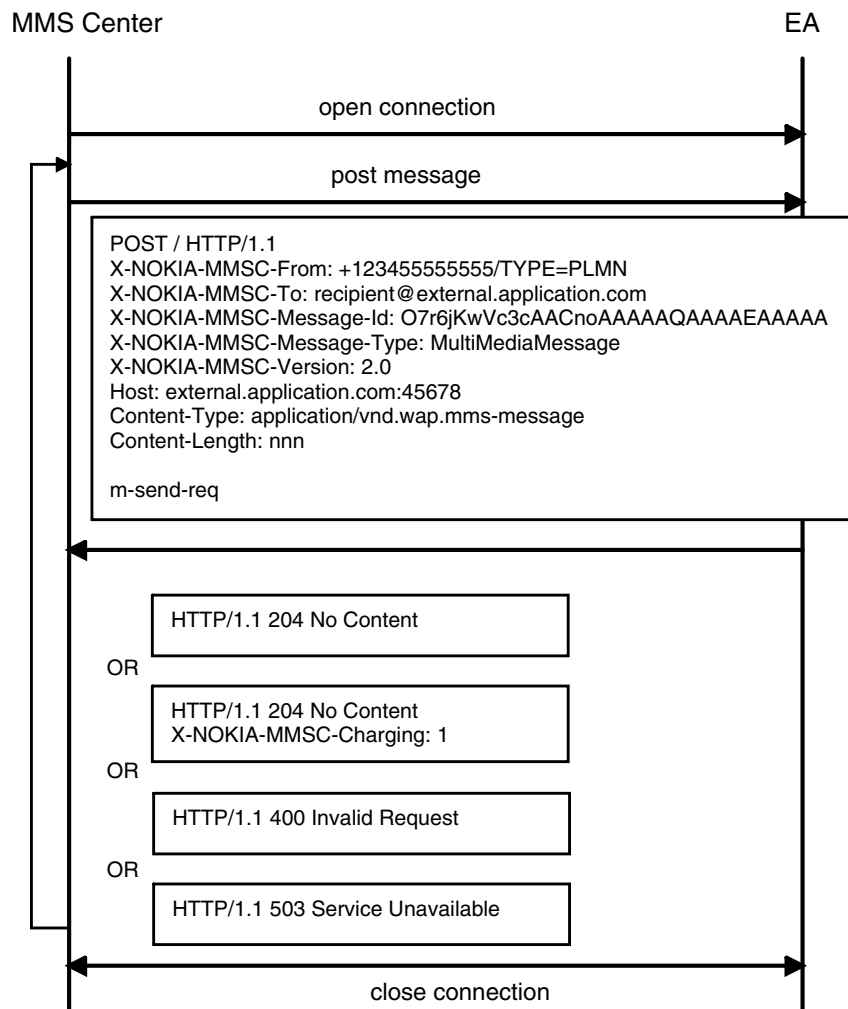 MMS Center
EA
open connection
post message
POST / HTTP/1.1
X-NOKIA-MMSC-From: +123455555555/TYPE=PLMN
X-NOKIA-MMSC-To: recipient@external.application.com
X-NOKIA-MMSC-Message-Id: O7r6jKwVc3cAACnoAAAAAQAAAAEAAAAA
X-NOKIA-MMSC-Message-Type: MultiMediaMessage
X-NOKIA-MMSC-Version: 2.0
Host: external.application.com:45678
Content-Type: application/vnd.wap.mms-message
Content-Length: nnn
m-send-req
HTTP/1.1 204 No Content
OR
HTTP/1.1 204 No Content
X-NOKIA-MMSC-Charging: 1
OR
HTTP/1.1 400 Invalid Request
OR
HTTP/1.1 503 Service Unavailable
close connection